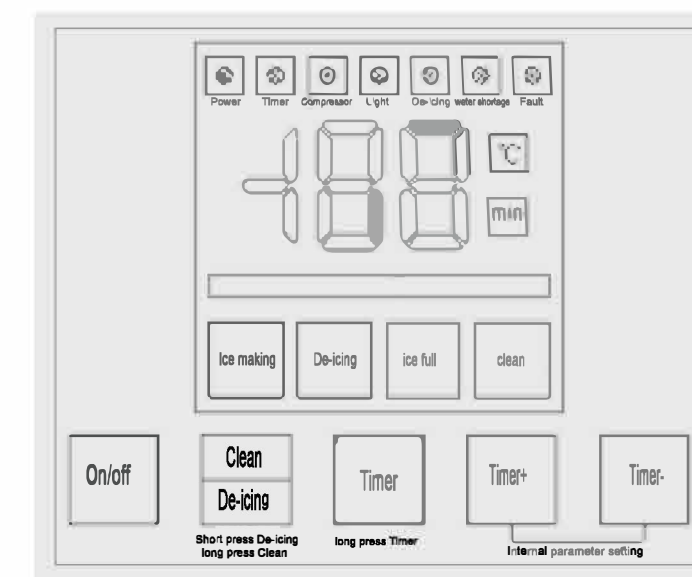 Power Timer Compressor Light De-icing water shortage Fault
℃
min
Ice making De-icing ice full clean
On/off
Clean
De-icing
Timer
Timer+
Timer-
Short press De-icing
long press Clean
long press Timer
Internal parameter setting